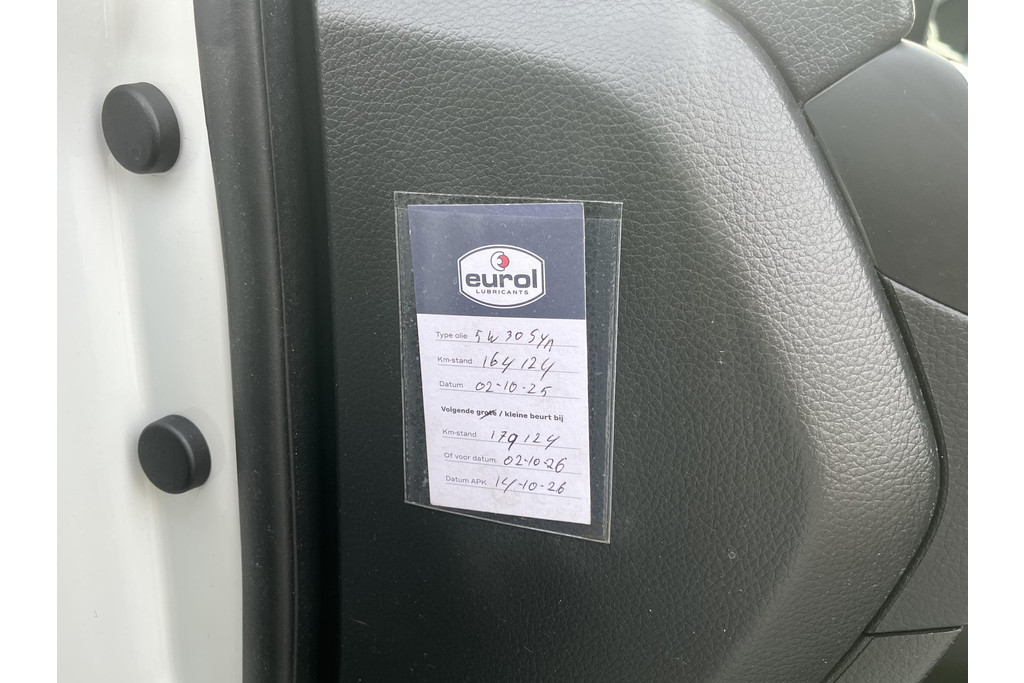 eurol
LUBRICANTS
Type olie 5W30 SYN
Km-stand 164124
Datum 02-10-25
Volgende grote / kleine beurt bij
Km-stand 179124
Of voor datum 02-10-26
Datum APK 14-10-26